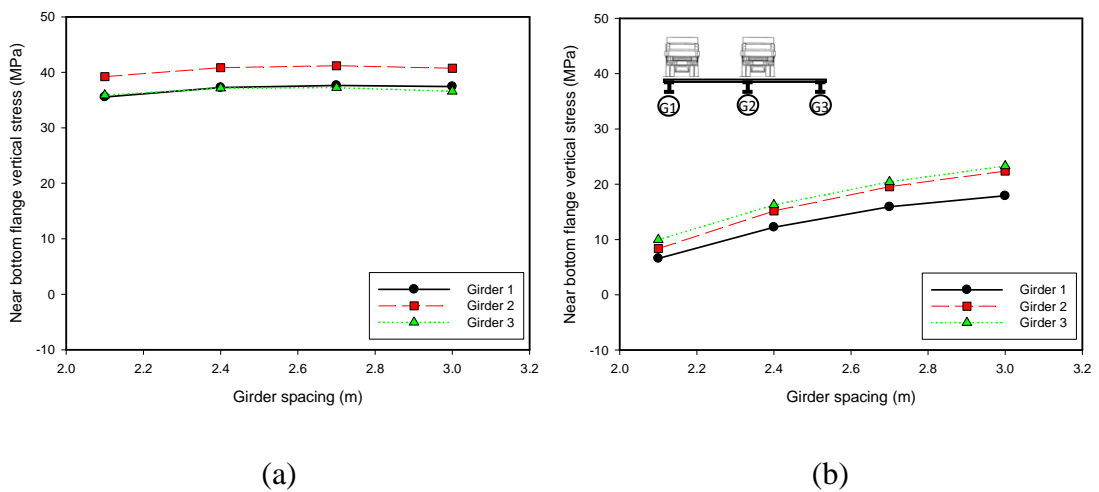 Near bottom flange vertical stress (MPa)
50
40
30
20
10
0
-10
2.0 2.2 2.4 2.6 2.8 3.0 3.2
Girder spacing (m)
Girder 1
Girder 2
Girder 3
(a)
Near bottom flange vertical stress (MPa)
50
40
30
20
10
0
-10
G1 G2 G3
2.0 2.2 2.4 2.6 2.8 3.0 3.2
Girder spacing (m)
Girder 1
Girder 2
Girder 3
(b)